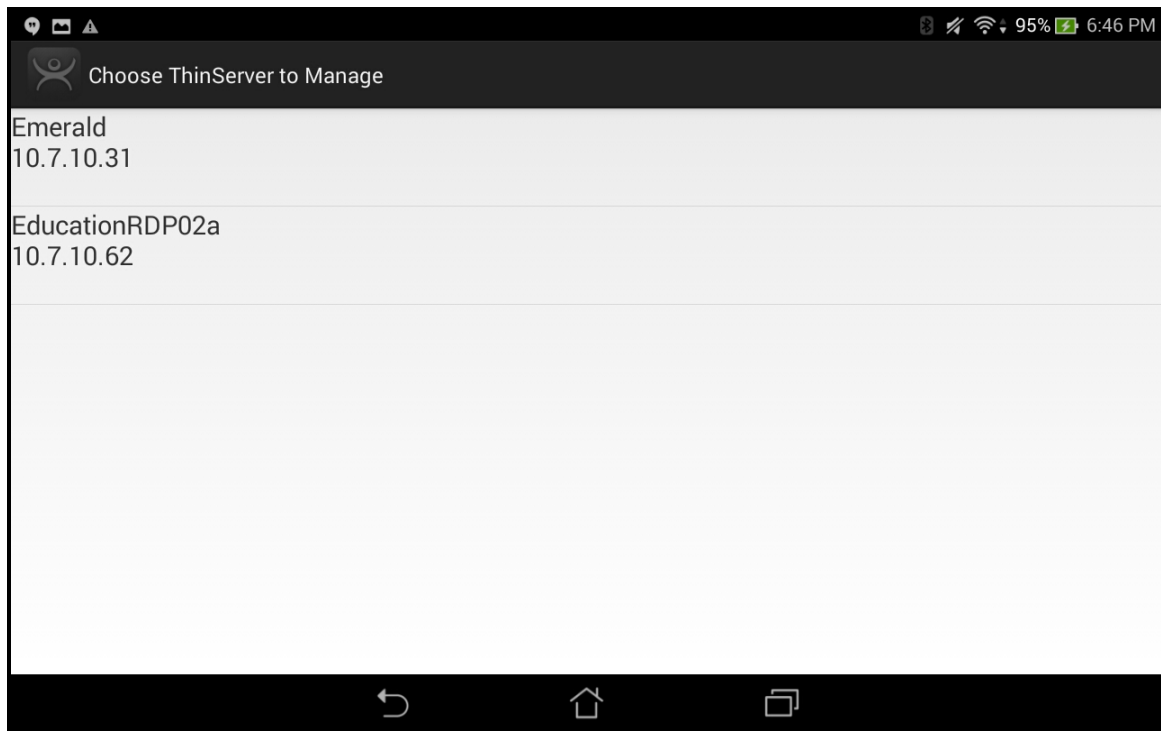 95% 6:46 PM
Choose ThinServer to Manage
Emerald
10.7.10.31
EducationRDP02a
10.7.10.62